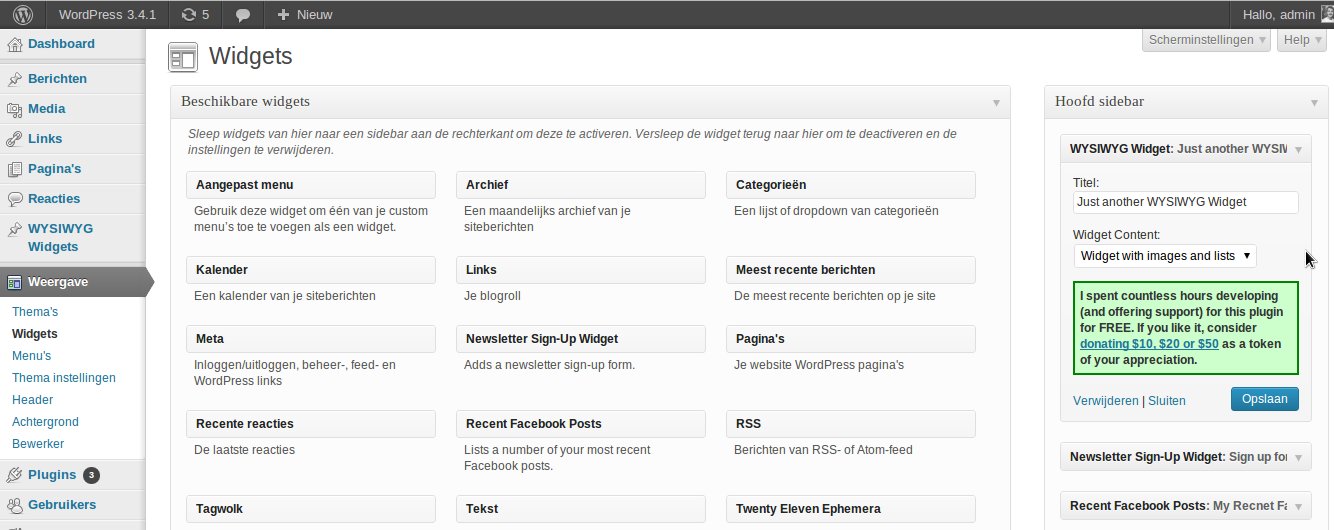 WordPress 3.4.1 5 Nieuw Hallo, admin
Dashboard
Berichten
Media
Links
Pagina's
Reacties
WYSIWYG
Widgets
Weergave
Thema's
Widgets
Menu's
Thema instellingen
Header
Achtergrond
Bewerker
Plugins 3
Gebruikers
Scherminstellingen Help
Widgets
Beschikbare widgets
Sleep widgets van hier naar een sidebar aan de rechterkant om deze te activeren. Versleep de widget terug naar hier om te deactiveren en de
instellingen te verwijderen.
Aangepast menu
Gebruik deze widget om één van je custom
menu’s toe te voegen als een widget.
Archief
Een maandelijks archief van je
siteberichten
Categorieën
Een lijst of dropdown van categorieën
Kalender
Een kalender van je siteberichten
Links
Je blogroll
Meest recente berichten
De meest recente berichten op je site
Meta
Inloggen/uitloggen, beheer-, feed- en
WordPress links
Newsletter Sign-Up Widget
Adds a newsletter sign-up form.
Pagina's
Je website WordPress pagina's
Recente reacties
De laatste reacties
Recent Facebook Posts
Lists a number of your most recent
Facebook posts.
RSS
Berichten van RSS- of Atom-feed
Tagwolk
Tekst
Twenty Eleven Ephemera
Hoofd sidebar
WYSIWYG Widget: Just another WYSIW
Titel:
Just another WYSIWYG Widget
Widget Content:
Widget with images and lists
I spent countless hours developing
(and offering support) for this plugin
for FREE. If you like it, consider
donating $10, $20 or $50 as a token
of your appreciation.
Verwijderen | Sluiten Opslaan
Newsletter Sign-Up Widget: Sign up for
Recent Facebook Posts: My Recnet Fa